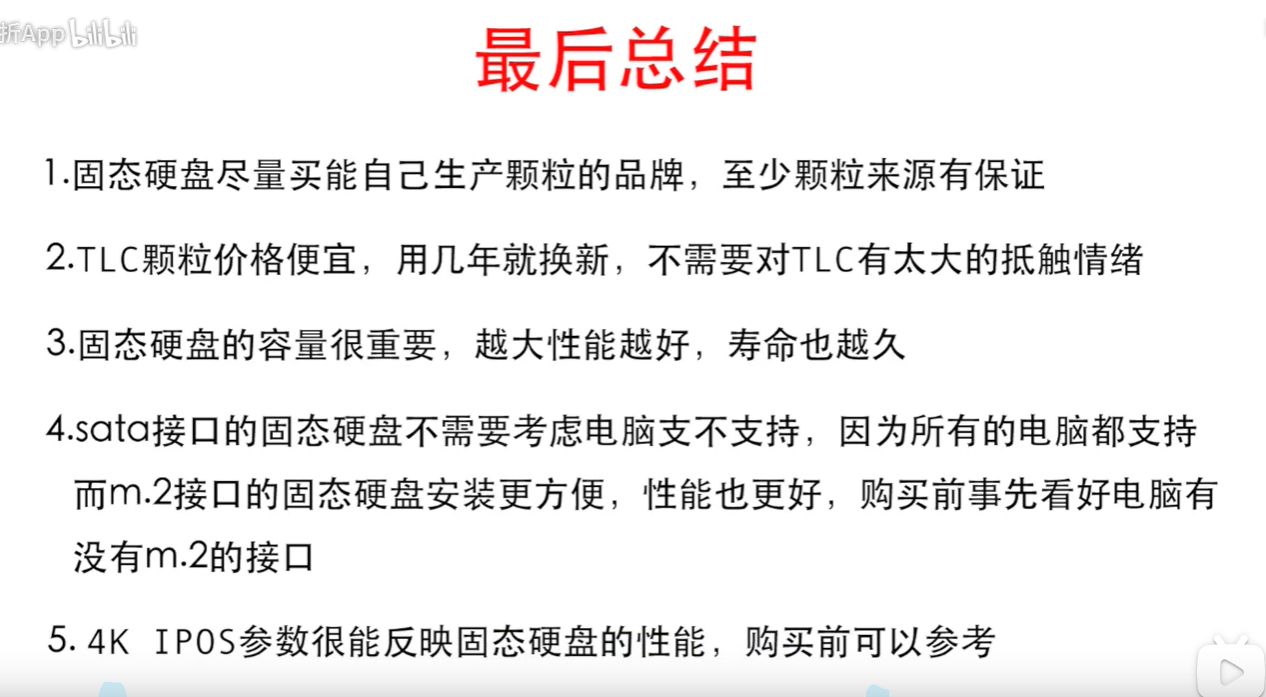 折App bilibili
最后总结
1.固态硬盘尽量买能自己生产颗粒的品牌，至少颗粒来源有保证
2.TLC颗粒价格便宜，用几年就换新，不需要对TLC有太大的抵触情绪
3.固态硬盘的容量很重要，越大性能越好，寿命也越久
4.sata接口的固态硬盘不需要考虑电脑支不支持，因为所有的电脑都支持
而m.2接口的固态硬盘安装更方便，性能也更好，购买前事先看好电脑有
没有m.2的接口
5. 4K IPOS参数很能反映固态硬盘的性能，购买前可以参考